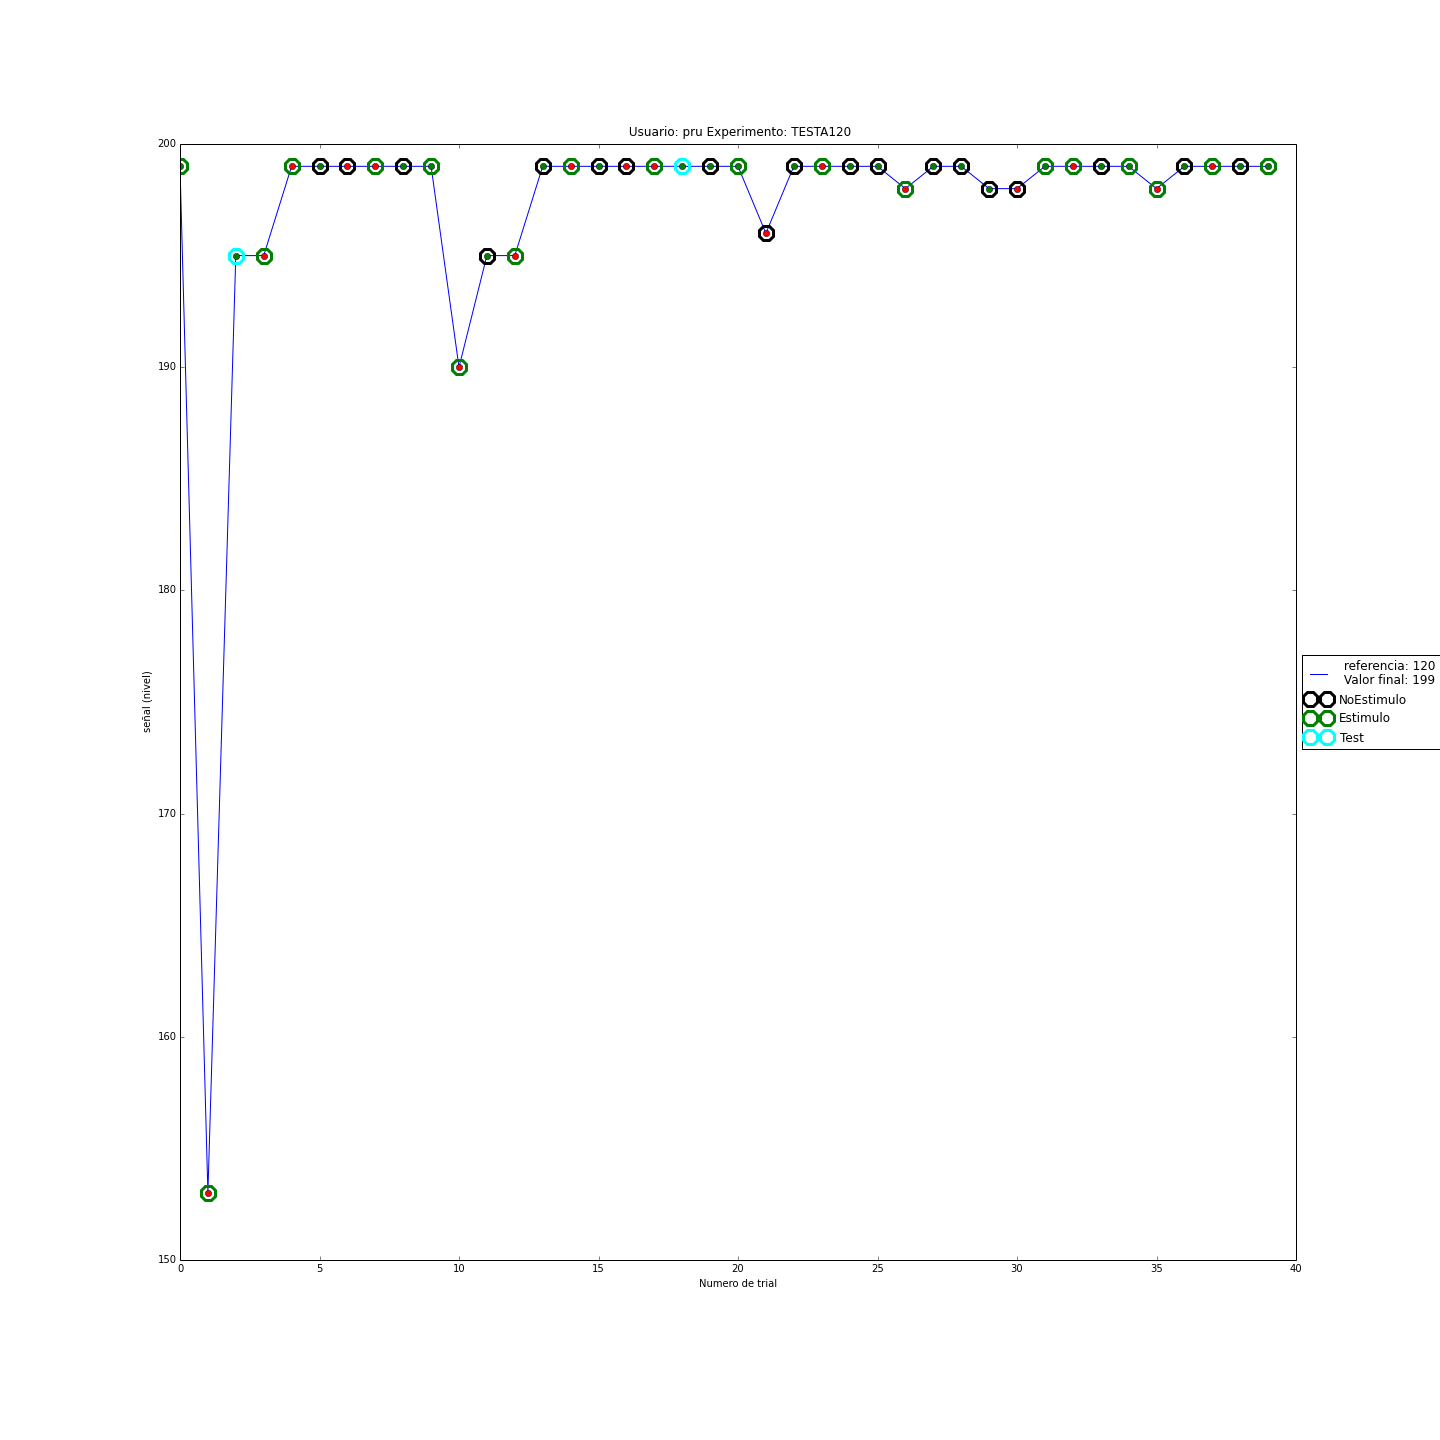 Usuario: pru Experimento: TESTA120
200
190
180
170
160
150
señal (nivel)
0 5 10 15 20 25 30 35 40
Numero de trial
referencia: 120
Valor final: 199
NoEstimulo
Estimulo
Test